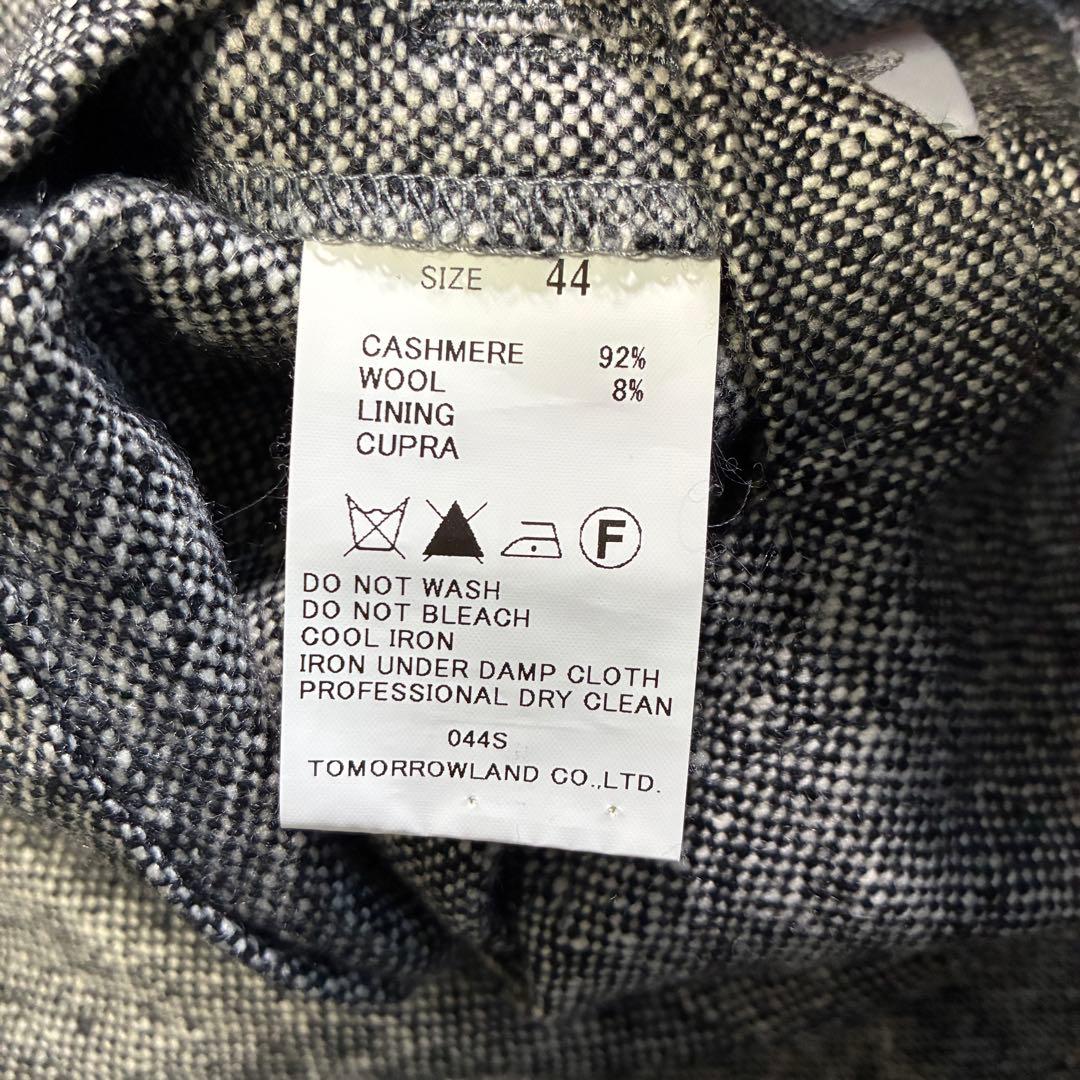 SIZE 44
CASHMERE 92%
WOOL 8%
LINING
CUPRA
F
DO NOT WASH
DO NOT BLEACH
COOL IRON
IRON UNDER DAMP CLOTH
PROFESSIONAL DRY CLEAN
044S
TOMORROWLAND CO.,LTD.